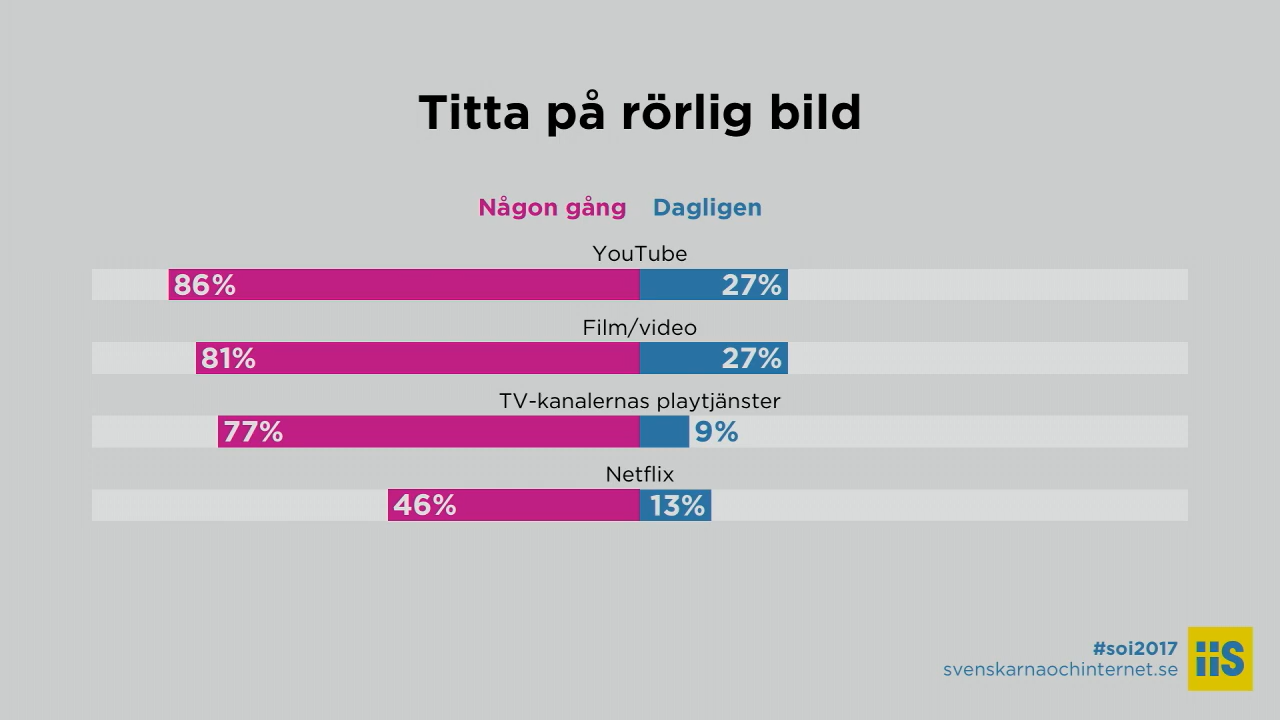 Titta på rörlig bild
Någon gång Dagligen
YouTube
86% 27%
Film/video
81% 27%
TV-kanalernas playtjänster
77% 9%
Netflix
46% 13%
#soi2017
svenskarnaochinternet.se
iis